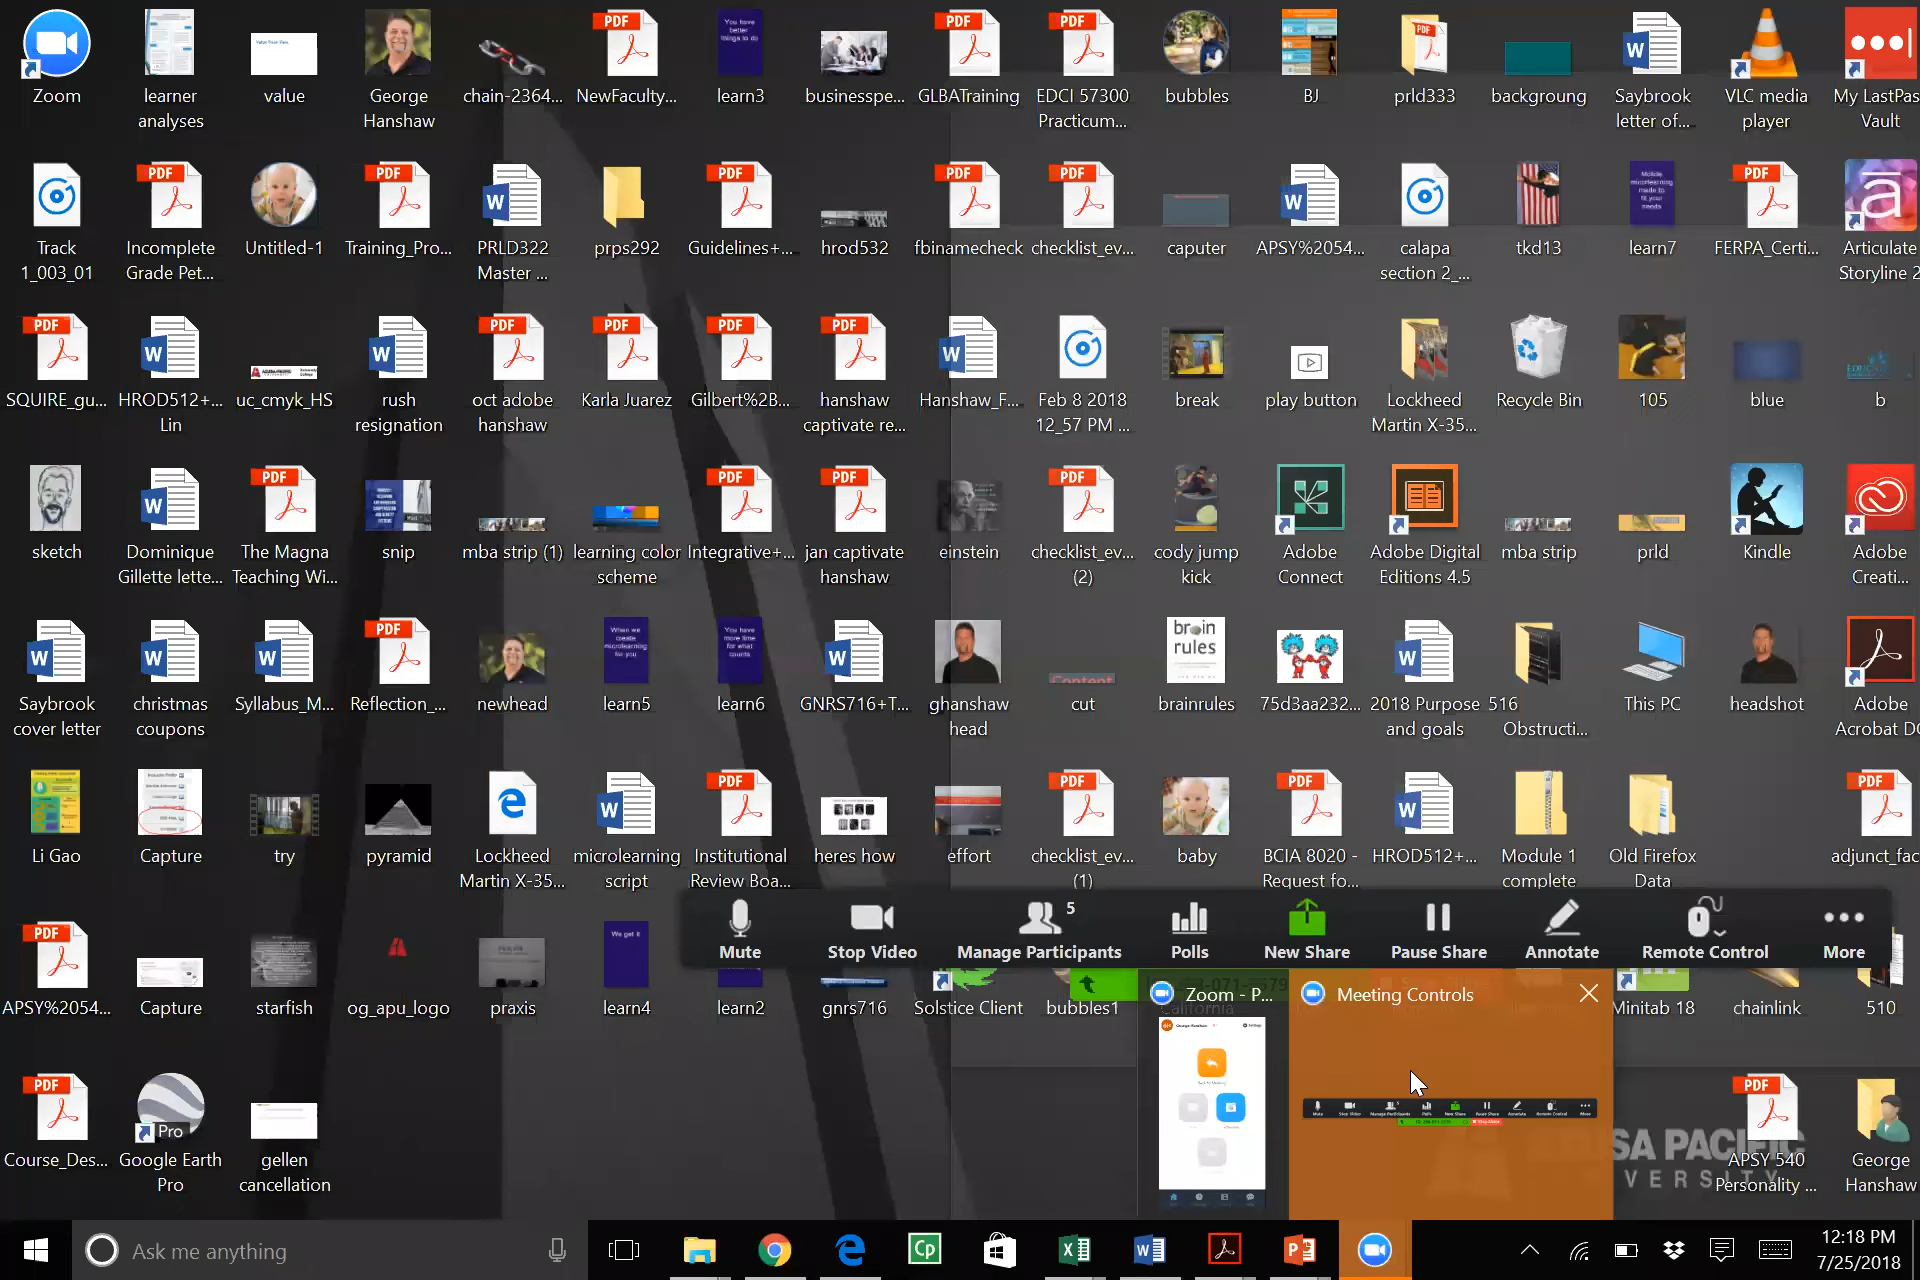 Zoom
learner analyses
value
George Hanshaw
chain-2364...
NewFaculty...
learn3
businesspe...
GLBATraining
EDCI 57300 Practicum...
bubbles
BJ
prld333
backgroung
Saybrook letter of...
VLC media player
My LastPas Vault
Track 1_003_01
Incomplete Grade Pet...
Untitled-1
Training_Pro...
PRLD322 Master ...
prps292
Guidelines+...
hrod532
fbinamecheck
checklist_ev...
caputer
APSY%2054...
calapa section 2_...
tkd13
learn7
FERPA_Certi...
Articulate Storyline 2
SQUIRE_gu...
HROD512+... Lin
uc_cmyk_HS
rush resignation
oct adobe hanshaw
Karla Juarez
Gilbert%2B...
hanshaw captivate re...
Hanshaw_F...
Feb 8 2018 12_57 PM ...
break
play button
Lockheed Martin X-35...
Recycle Bin
105
blue
b
sketch
Dominique Gillette lette...
The Magna Teaching Wi...
snip
mba strip (1)
learning color scheme
Integrative+...
jan captivate hanshaw
einstein
checklist_ev... (2)
cody jump kick
Adobe Connect
Adobe Digital Editions 4.5
mba strip
prld
Kindle
Adobe Creati...
Saybrook cover letter
christmas coupons
Syllabus_M...
Reflection_...
newhead
learn5
learn6
GNRS716+T...
ghanshaw head
cut
brainrules
75d3aa232...
2018 Purpose and goals
516 Obstructi...
This PC
headshot
Adobe Acrobat DC
Li Gao
Capture
try
pyramid
Lockheed Martin X-35...
microlearning script
Institutional Review Boa...
heres how
effort
checklist_ev... (1)
baby
BCIA 8020 - Request fo...
HROD512+...
Module 1 complete
Old Firefox Data
adjunct_fac
5
Mute
Stop Video
Manage Participants
Polls
New Share
Pause Share
Annotate
Remote Control
More
APSY%2054...
Capture
starfish
og_apu_logo
praxis
learn4
learn2
gnrs716
Solstice Client
bubbles1
Zoom - P...
Meeting Controls
Minitab 18
chainlink
510
Course_Des...
Google Earth Pro
gellen cancellation
APSY 540 Personality ...
George Hanshaw
Ask me anything
12:18 PM
7/25/2018